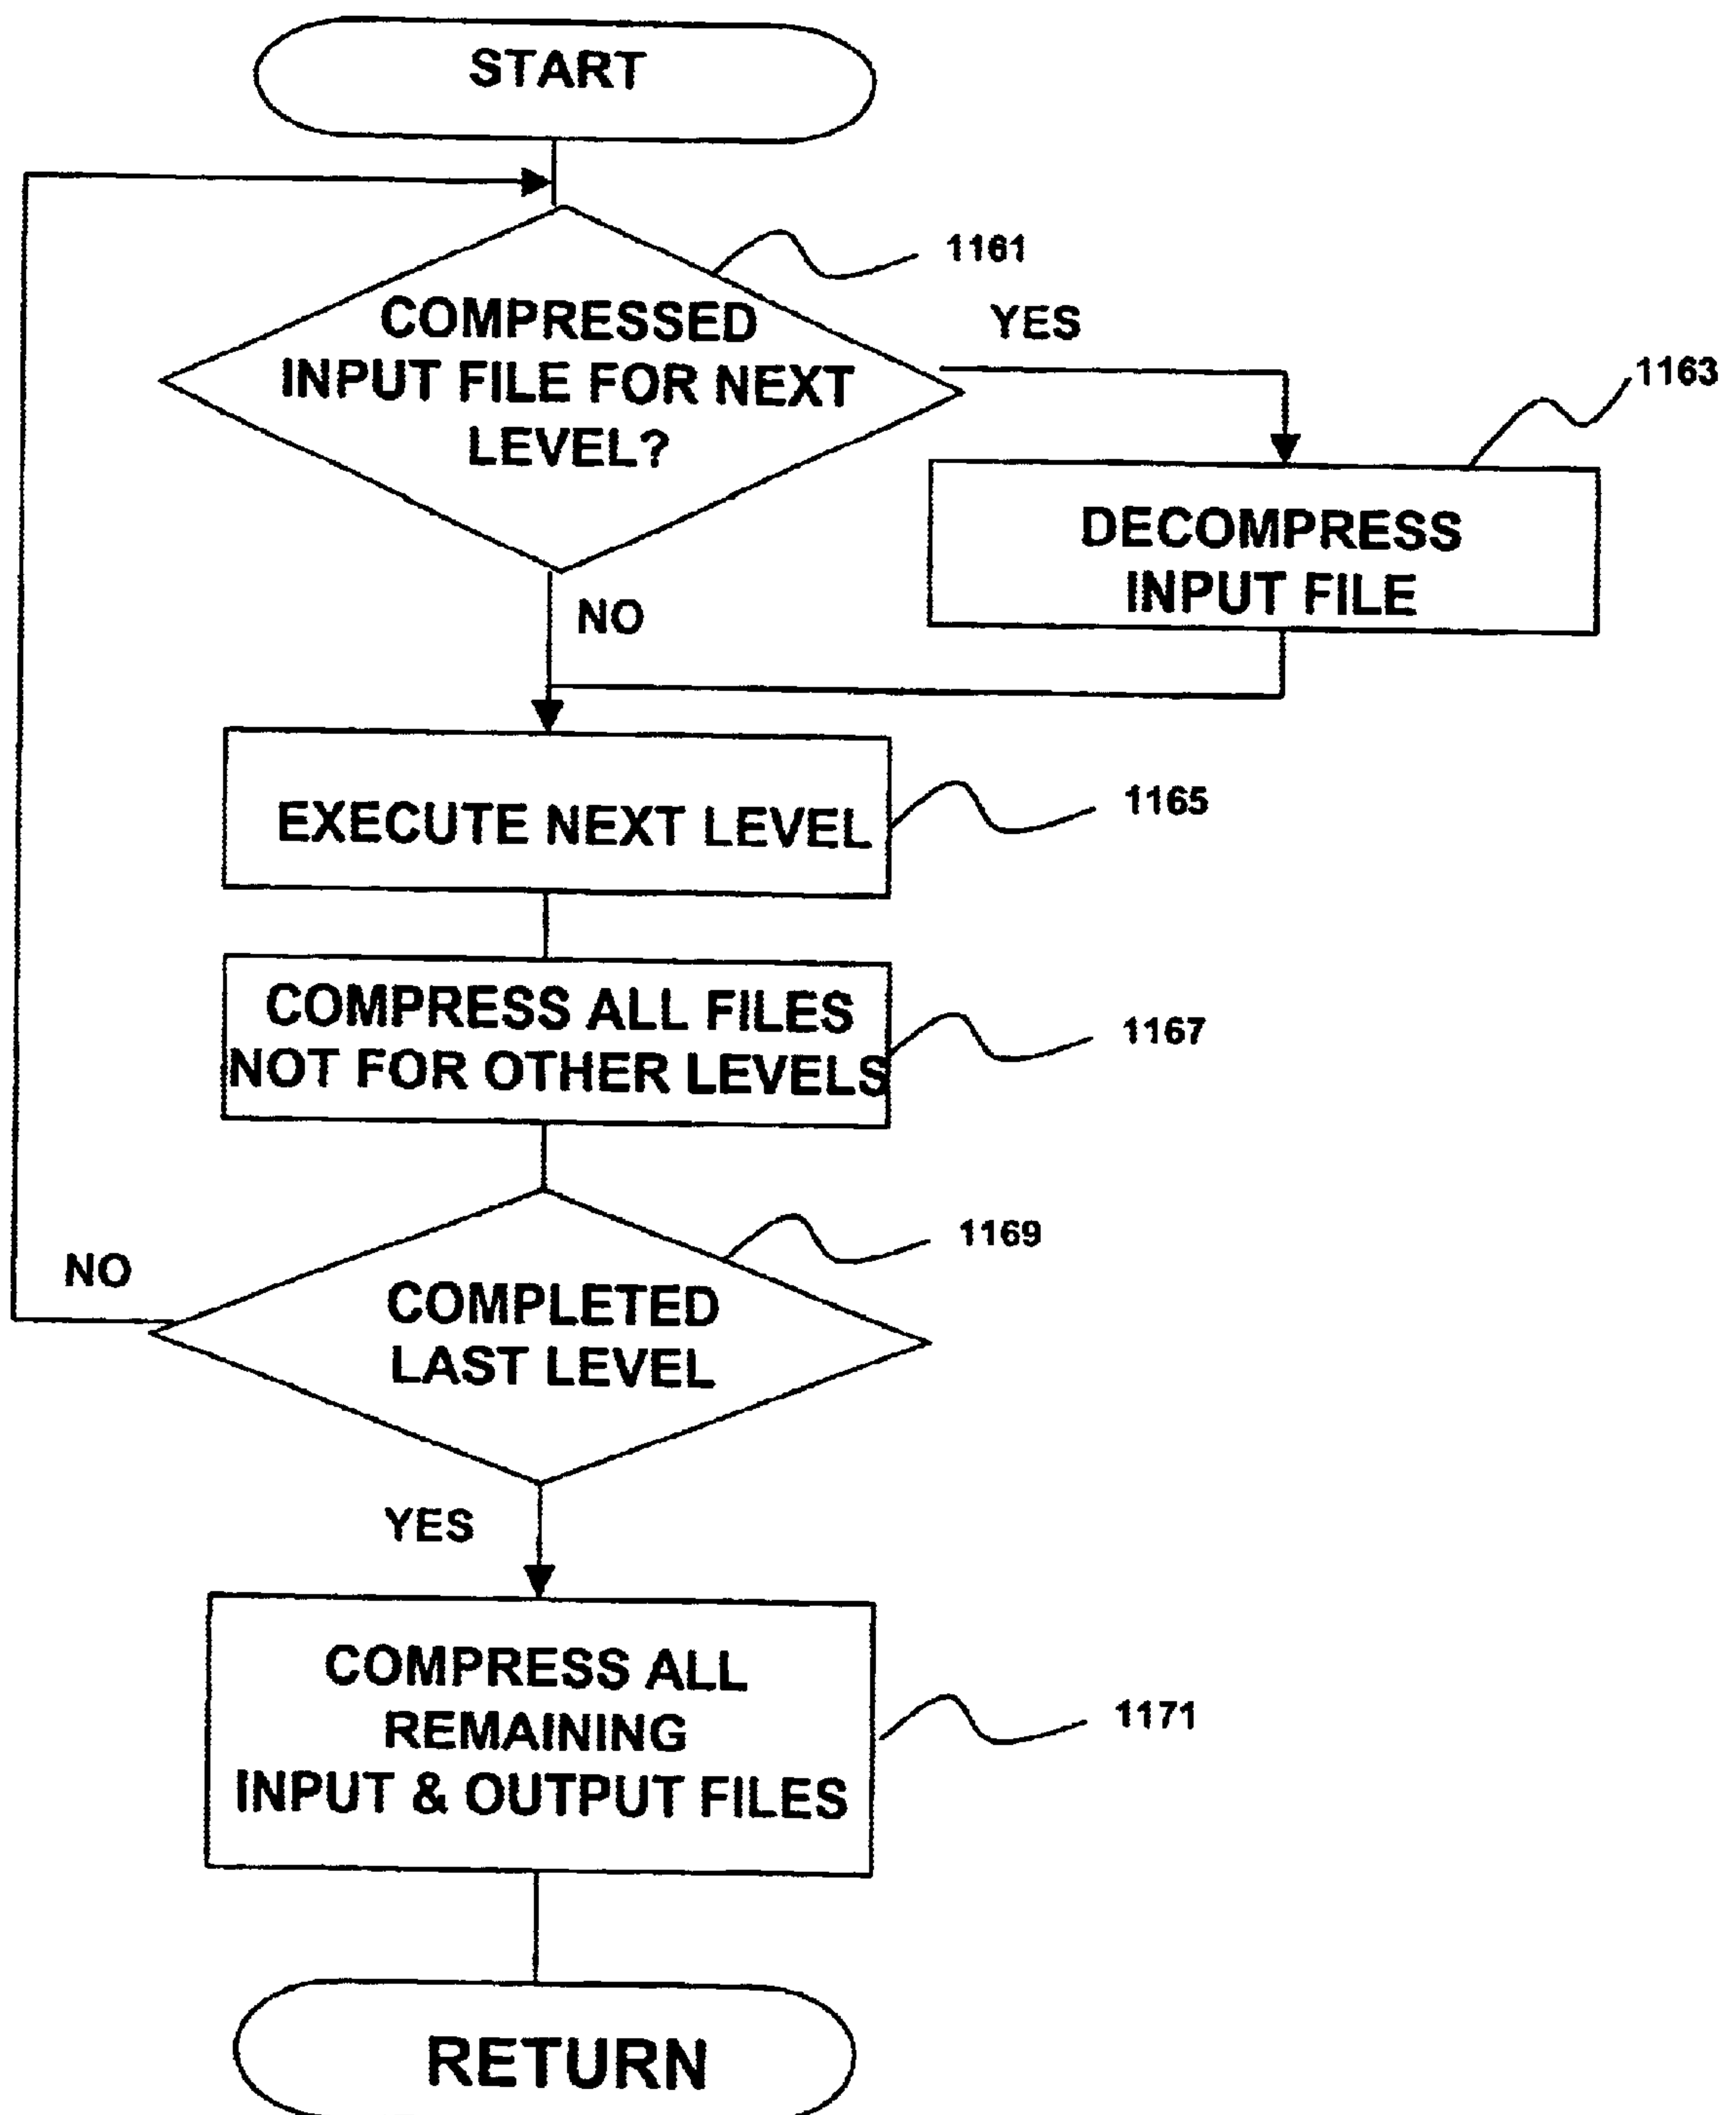 START
1161
COMPRESSED
INPUT FILE FOR NEXT
LEVEL?
YES
1163
DECOMPRESS
INPUT FILE
NO
EXECUTE NEXT LEVEL
1165
COMPRESS ALL FILES
NOT FOR OTHER LEVELS
1167
1169
NO
COMPLETED
LAST LEVEL
YES
COMPRESS ALL
REMAINING
INPUT & OUTPUT FILES
1171
RETURN